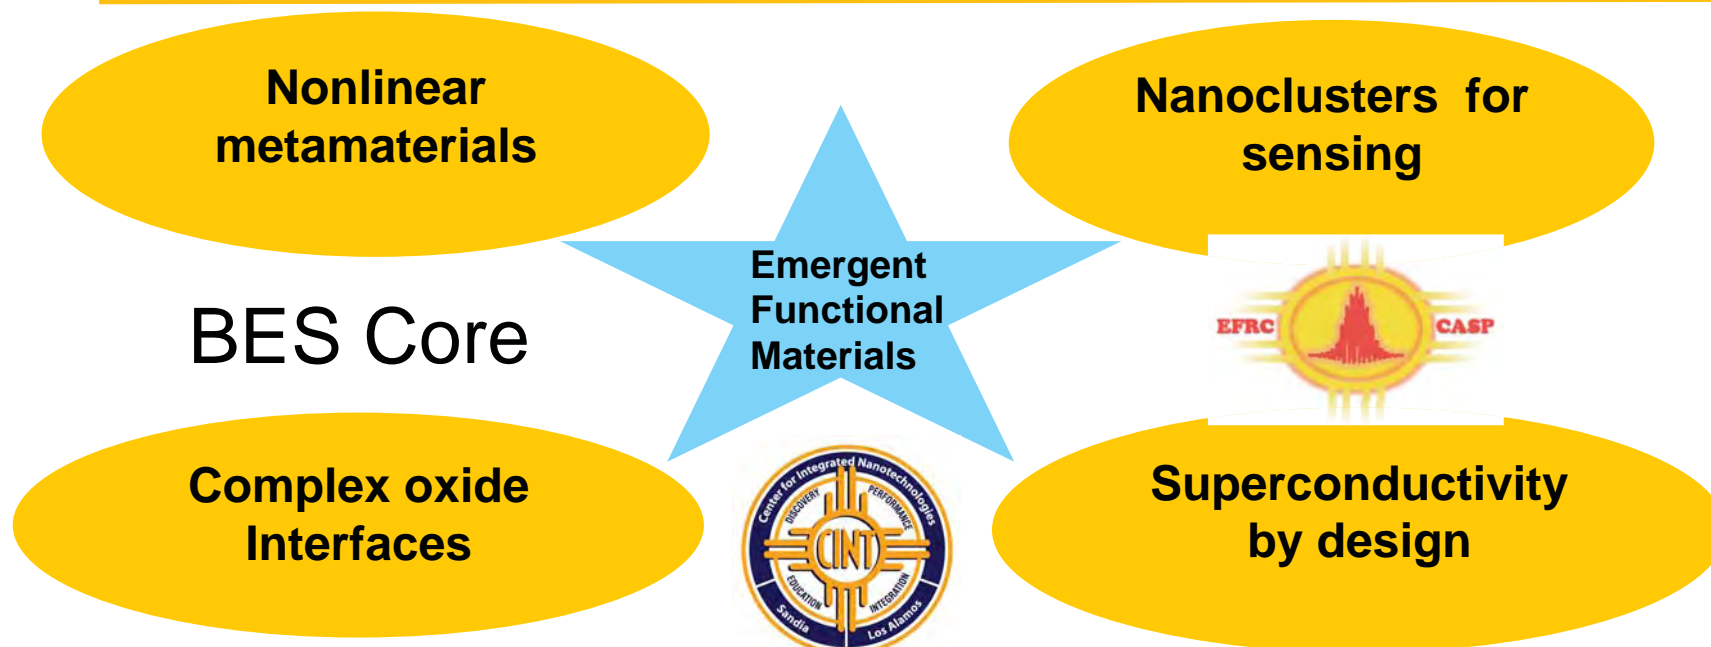 Nonlinear
metamaterials
Nanoclusters for
sensing
Emergent
Functional
Materials
BES Core
EFRC
CASP
Complex oxide
Interfaces
Superconductivity
by design
Center for Integrated Nanotechnologies
DISCOVERY
PERFORMANCE
CINT
EDUCATION
INTEGRATION
Sandia
Los Alamos